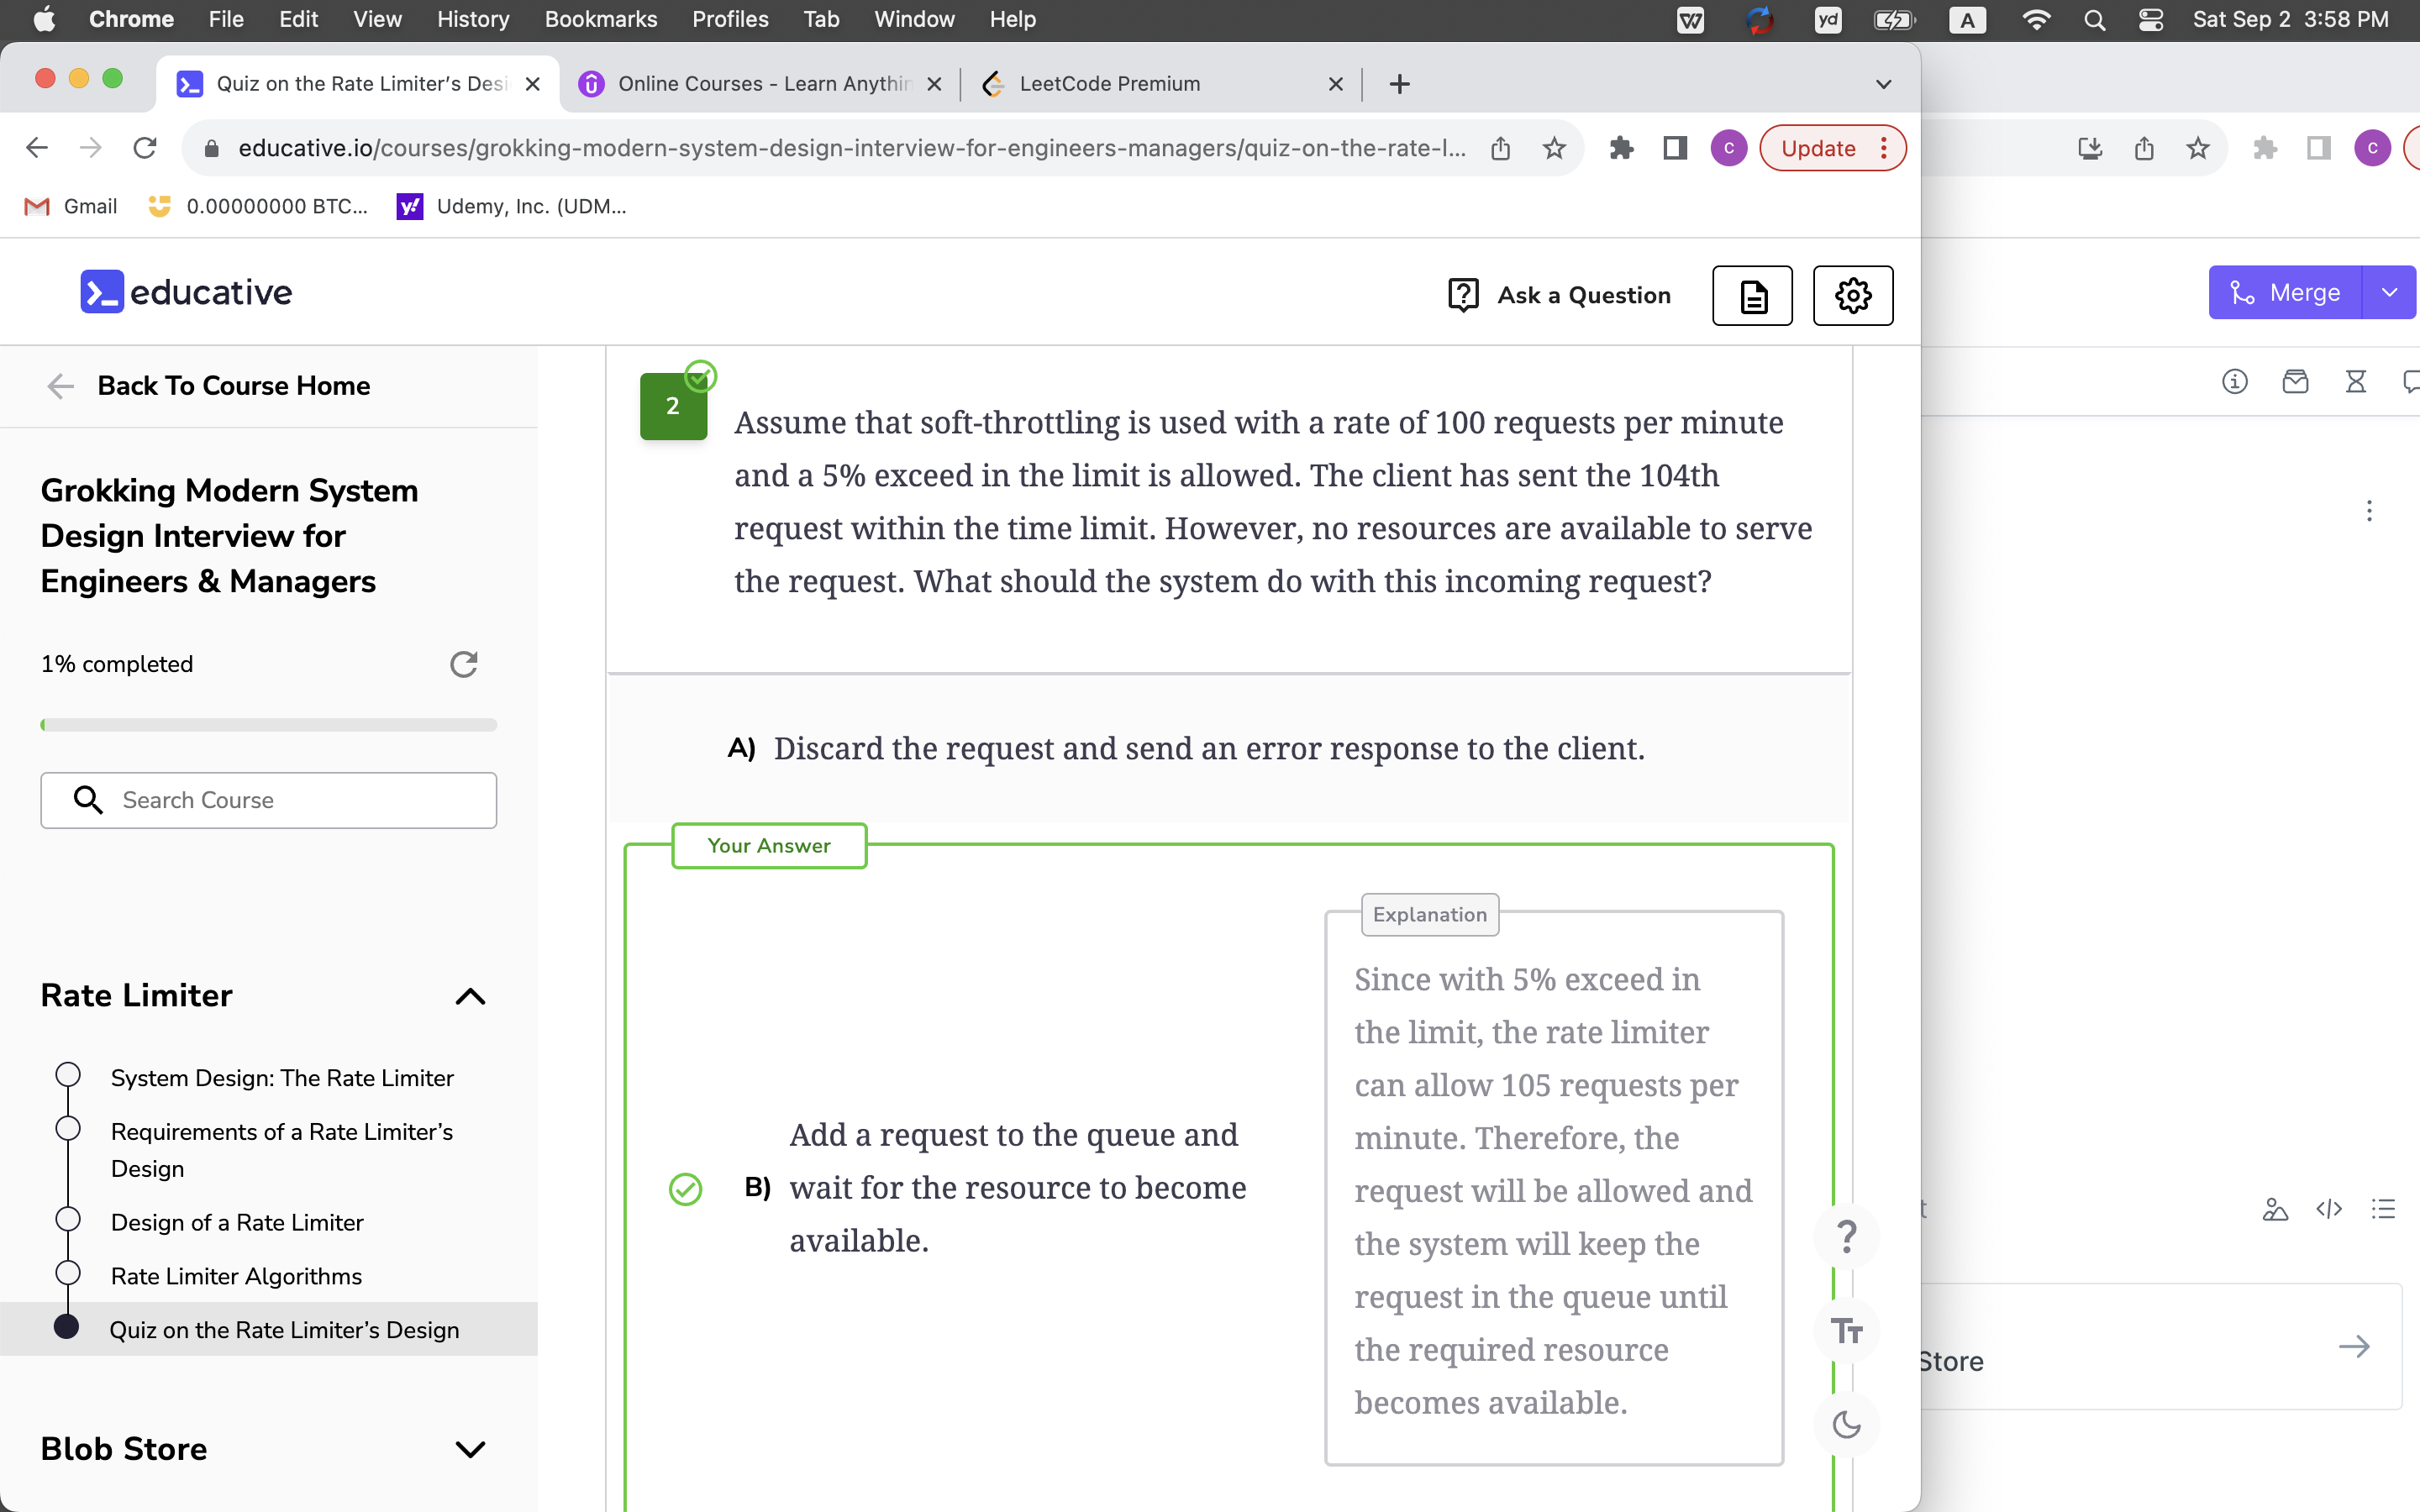 Chrome File Edit View History Bookmarks Profiles Tab Window Help yd A Sat Sep 2 3:58 PM
Quiz on the Rate Limiter's Desi Online Courses - Learn Anythin LeetCode Premium
educative.io/courses/grokking-modern-system-design-interview-for-engineers-managers/quiz-on-the-rate-l... C Update C
Gmail 0.00000000 BTC... Udemy, Inc. (UDM...
educative
Ask a Question
Merge
Back To Course Home
Grokking Modern System
Design Interview for
Engineers & Managers
1% completed
Search Course
Rate Limiter
System Design: The Rate Limiter
Requirements of a Rate Limiter's
Design
Design of a Rate Limiter
Rate Limiter Algorithms
Quiz on the Rate Limiter's Design
Blob Store
2
Assume that soft-throttling is used with a rate of 100 requests per minute
and a 5% exceed in the limit is allowed. The client has sent the 104th
request within the time limit. However, no resources are available to serve
the request. What should the system do with this incoming request?
A) Discard the request and send an error response to the client.
Your Answer
B) Add a request to the queue and
wait for the resource to become
available.
Explanation
Since with 5% exceed in
the limit, the rate limiter
can allow 105 requests per
minute. Therefore, the
request will be allowed and
the system will keep the
request in the queue until
the required resource
becomes available.
?
TT
t
Store